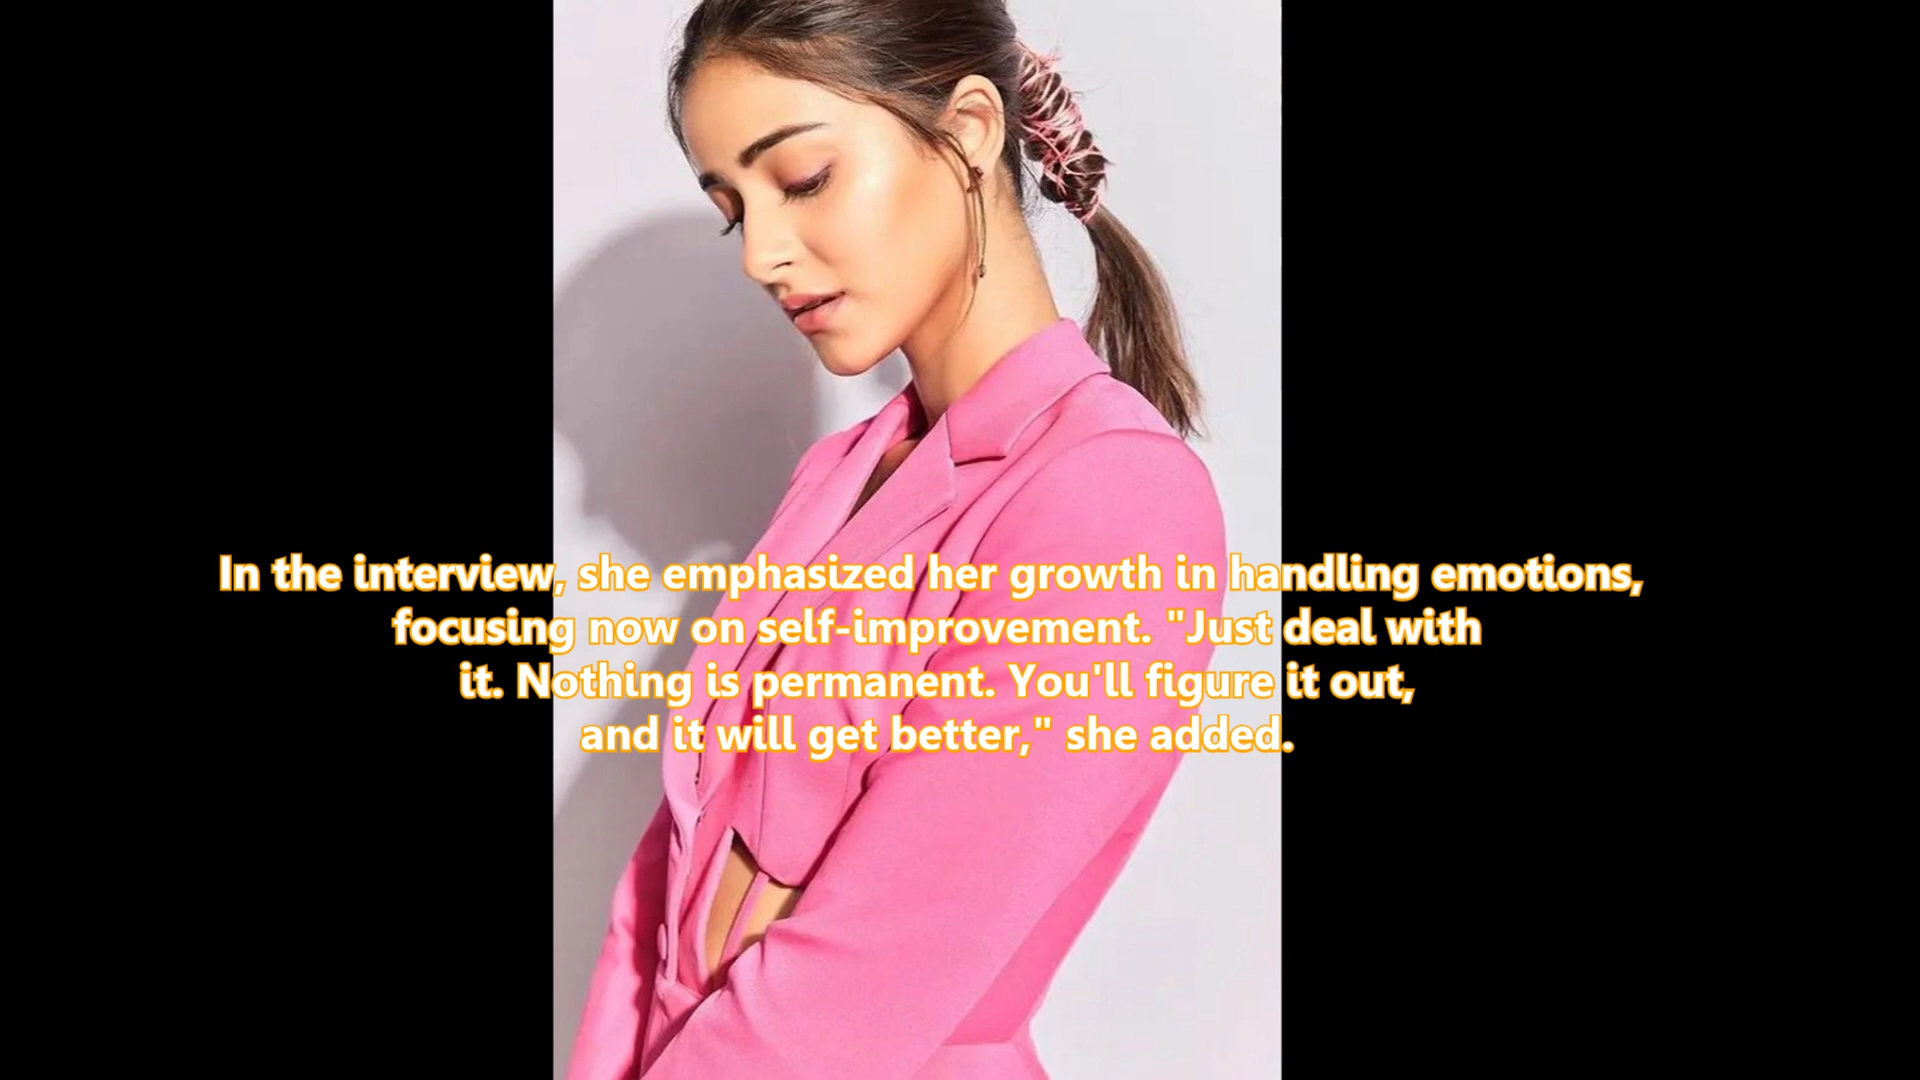 In the interview, she emphasized her growth in handling emotions,
focusing now on self-improvement. "Just deal with
it. Nothing is permanent. You'll figure it out,
and it will get better," she added.